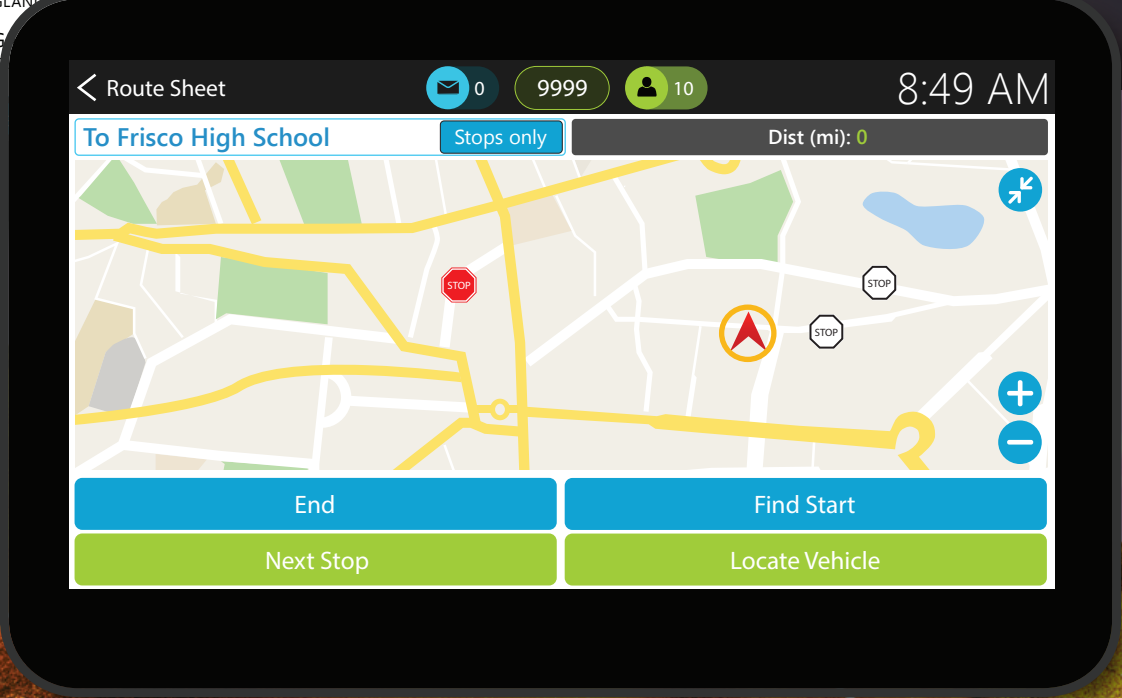 Route Sheet
0
9999
10
8:49 AM
To Frisco High School
Stops only
Dist (mi): 0
STOP
STOP
STOP
End
Find Start
Next Stop
Locate Vehicle